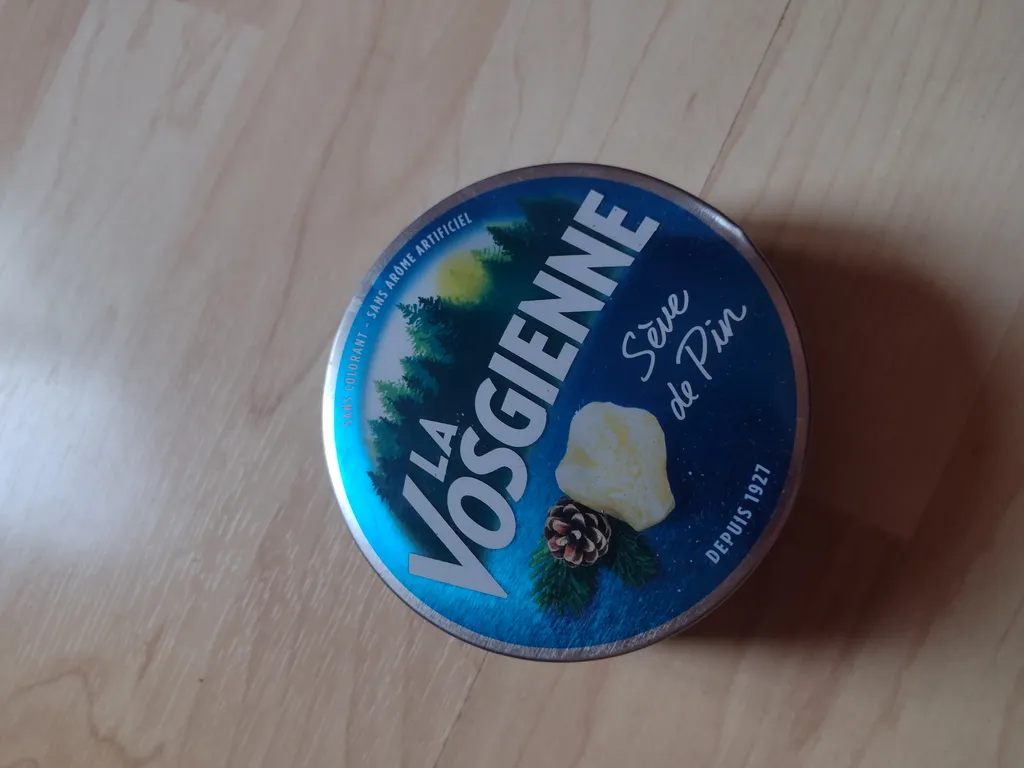 SANS COLORANT - SANS ARÔME ARTIFICIEL
LA
VOSGIENNE
Sève
de Pin
DEPUIS 1927